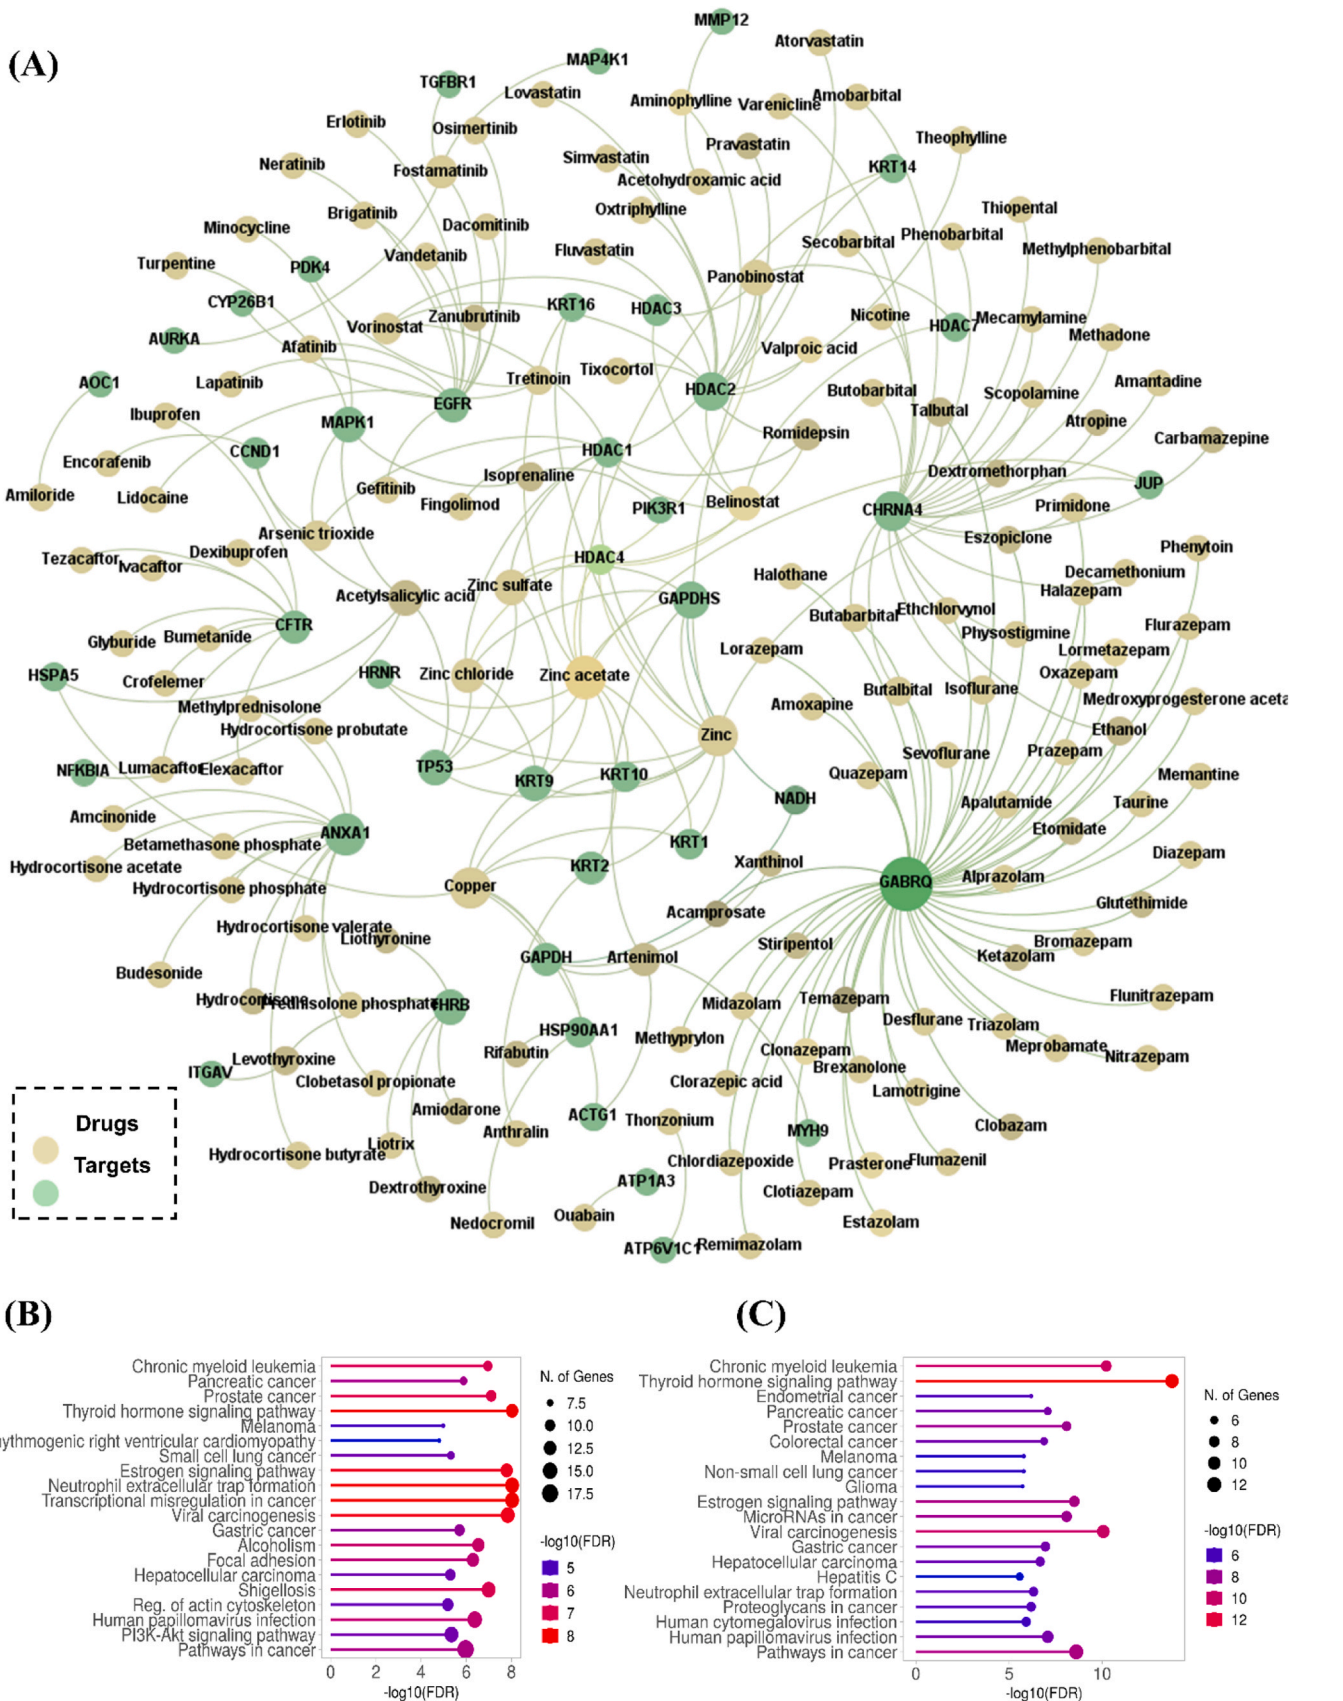 (A)
MMP12
Atorvastatin
MAP4K1
TGFBR1
Lovastatin
Aminophylline
Varenicline
Amobarbital
Erlotinib
Osimertinib
Theophylline
Pravastatin
Neratinib
Fostamatinib
Simvastatin
Acetohydroxamic acid
KRT14
Brigatinib
Oxtriphylline
Thiopental
Minocycline
Dacomitinib
Secobarbital
Phenobarbital
Methylphenobarbital
Turpentine
PDK4
Vandetanib
Fluvastatin
Panobinostat
CYP26B1
KRT16
HDAC3
Nicotine
HDAC7
Mecamylamine
Methadone
AURKA
Vorinostat
Zanubrutinib
Afatinib
Valproic acid
AOC1
Lapatinib
Tretinoin
Tixocortol
HDAC2
Butobarbital
Scopolamine
Amantadine
Ibuprofen
MAPK1
EGFR
Talbutal
Atropine
Carbamazepine
CCND1
HDAC1
Romidepsin
Encorafenib
Isoprenaline
Dextromethorphan
JUP
Amiloride
Lidocaine
Gefitinib
Fingolimod
PIK3R1
Belinostat
CHRNA4
Primidone
Arsenic trioxide
Eszopiclone
Phenytoin
Tezacaftor
Ivacaftor
Dexibuprofen
HDAC4
Halothane
Decamethonium
Acetylsalicylic acid
Zinc sulfate
GAPDHS
Halazepam
Butabarbital
Ethchlorvynol
CFTR
Physostigmine
Flurazepam
Glyburide
Bumetanide
Lorazepam
Lormetazepam
HSPA5
Crofelemer
HRNR
Zinc chloride
Zinc acetate
Oxazepam
Methylprednisolone
Amoxapine
Butalbital
Isoflurane
Medroxyprogesterone aceta
Hydrocortisone probutate
Zinc
Ethanol
NFKBIA
Lumacaftor
Elexacaftor
TP53
KRT9
KRT10
Sevoflurane
Prazepam
Quazepam
Memantine
Amcinonide
NADH
Apalutamide
Taurine
ANXA1
Betamethasone phosphate
KRT1
Etomidate
Hydrocortisone acetate
KRT2
Xanthinol
Diazepam
Hydrocortisone phosphate
Copper
GABRQ
Alprazolam
Glutethimide
Hydrocortisone valerate
Acamprosate
Liothyronine
Stiripentol
Bromazepam
Budesonide
GAPDH
Artenimol
Ketazolam
Hydrocortisone
Prednisolone phosphate
THRB
Midazolam
Temazepam
Flunitrazepam
Desflurane
Triazolam
HSP90AA1
Methyprylon
Meprobamate
Nitrazepam
Levothyroxine
Rifabutin
Clonazepam
Brexanolone
ITGAV
Clobetasol propionate
Clorazepic acid
Lamotrigine
Amiodarone
ACTG1
Thonzonium
Clobazam
Anthralin
MYH9
Hydrocortisone butyrate
Liotrix
Chlordiazepoxide
Prasterone
Flumazenil
Dextrothyroxine
ATP1A3
Clotiazepam
Nedocromil
Ouabain
Estazolam
ATP6V1C1
Remimazolam
Drugs
Targets
(B)
Chronic myeloid leukemia
Pancreatic cancer
Prostate cancer
Thyroid hormone signaling pathway
Melanoma
hythmogenic right ventricular cardiomyopathy
Small cell lung cancer
Estrogen signaling pathway
Neutrophil extracellular trap formation
Transcriptional misregulation in cancer
Viral carcinogenesis
Gastric cancer
Alcoholism
Focal adhesion
Hepatocellular carcinoma
Shigellosis
Reg. of actin cytoskeleton
Human papillomavirus infection
PI3K-Akt signaling pathway
Pathways in cancer
0 2 4 6 8
-log10(FDR)
N. of Genes
7.5
10.0
12.5
15.0
17.5
-log10(FDR)
5
6
7
8
(C)
Chronic myeloid leukemia
Thyroid hormone signaling pathway
Endometrial cancer
Pancreatic cancer
Prostate cancer
Colorectal cancer
Melanoma
Non-small cell lung cancer
Glioma
Estrogen signaling pathway
MicroRNAs in cancer
Viral carcinogenesis
Gastric cancer
Hepatocellular carcinoma
Hepatitis C
Neutrophil extracellular trap formation
Proteoglycans in cancer
Human cytomegalovirus infection
Human papillomavirus infection
Pathways in cancer
0 5 10
-log10(FDR)
N. of Genes
6
8
10
12
-log10(FDR)
6
8
10
12